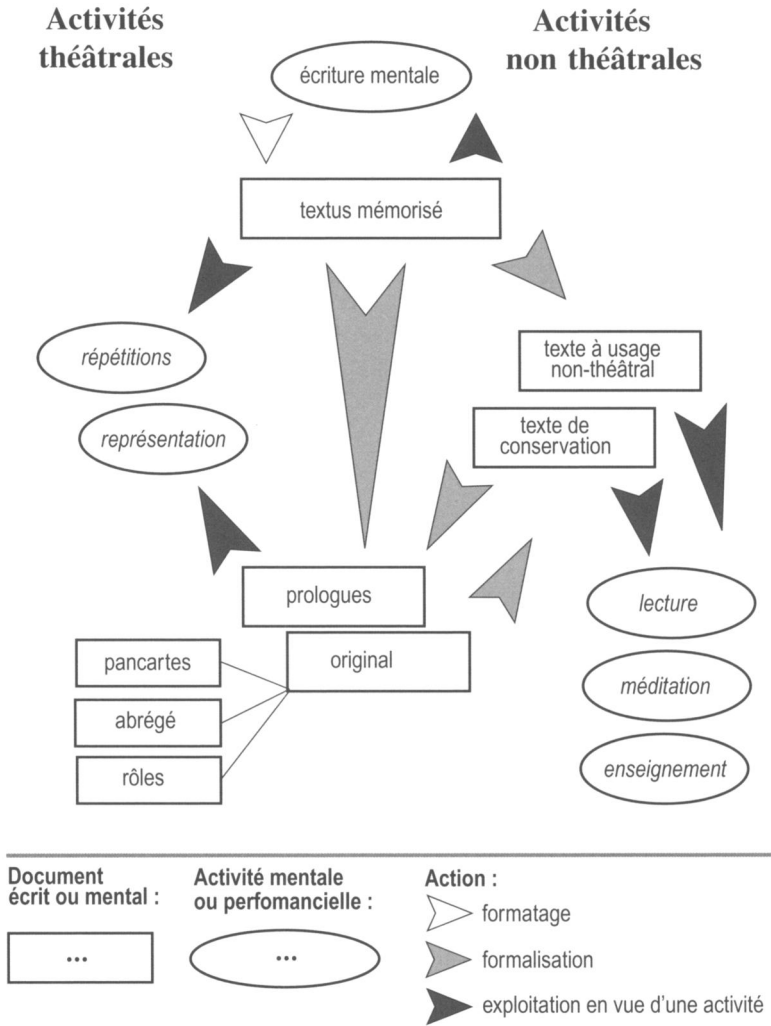 Activités
théâtrales
Activités
non théâtrales
écriture mentale
textus mémorisé
répétitions
représentation
texte à usage
non-théâtral
texte de
conservation
prologues
original
pancartes
abrégé
rôles
lecture
méditation
enseignement
Document
écrit ou mental :
...
Activité mentale
ou perfomancielle :
...
Action :
formatage
formalisation
exploitation en vue d'une activité